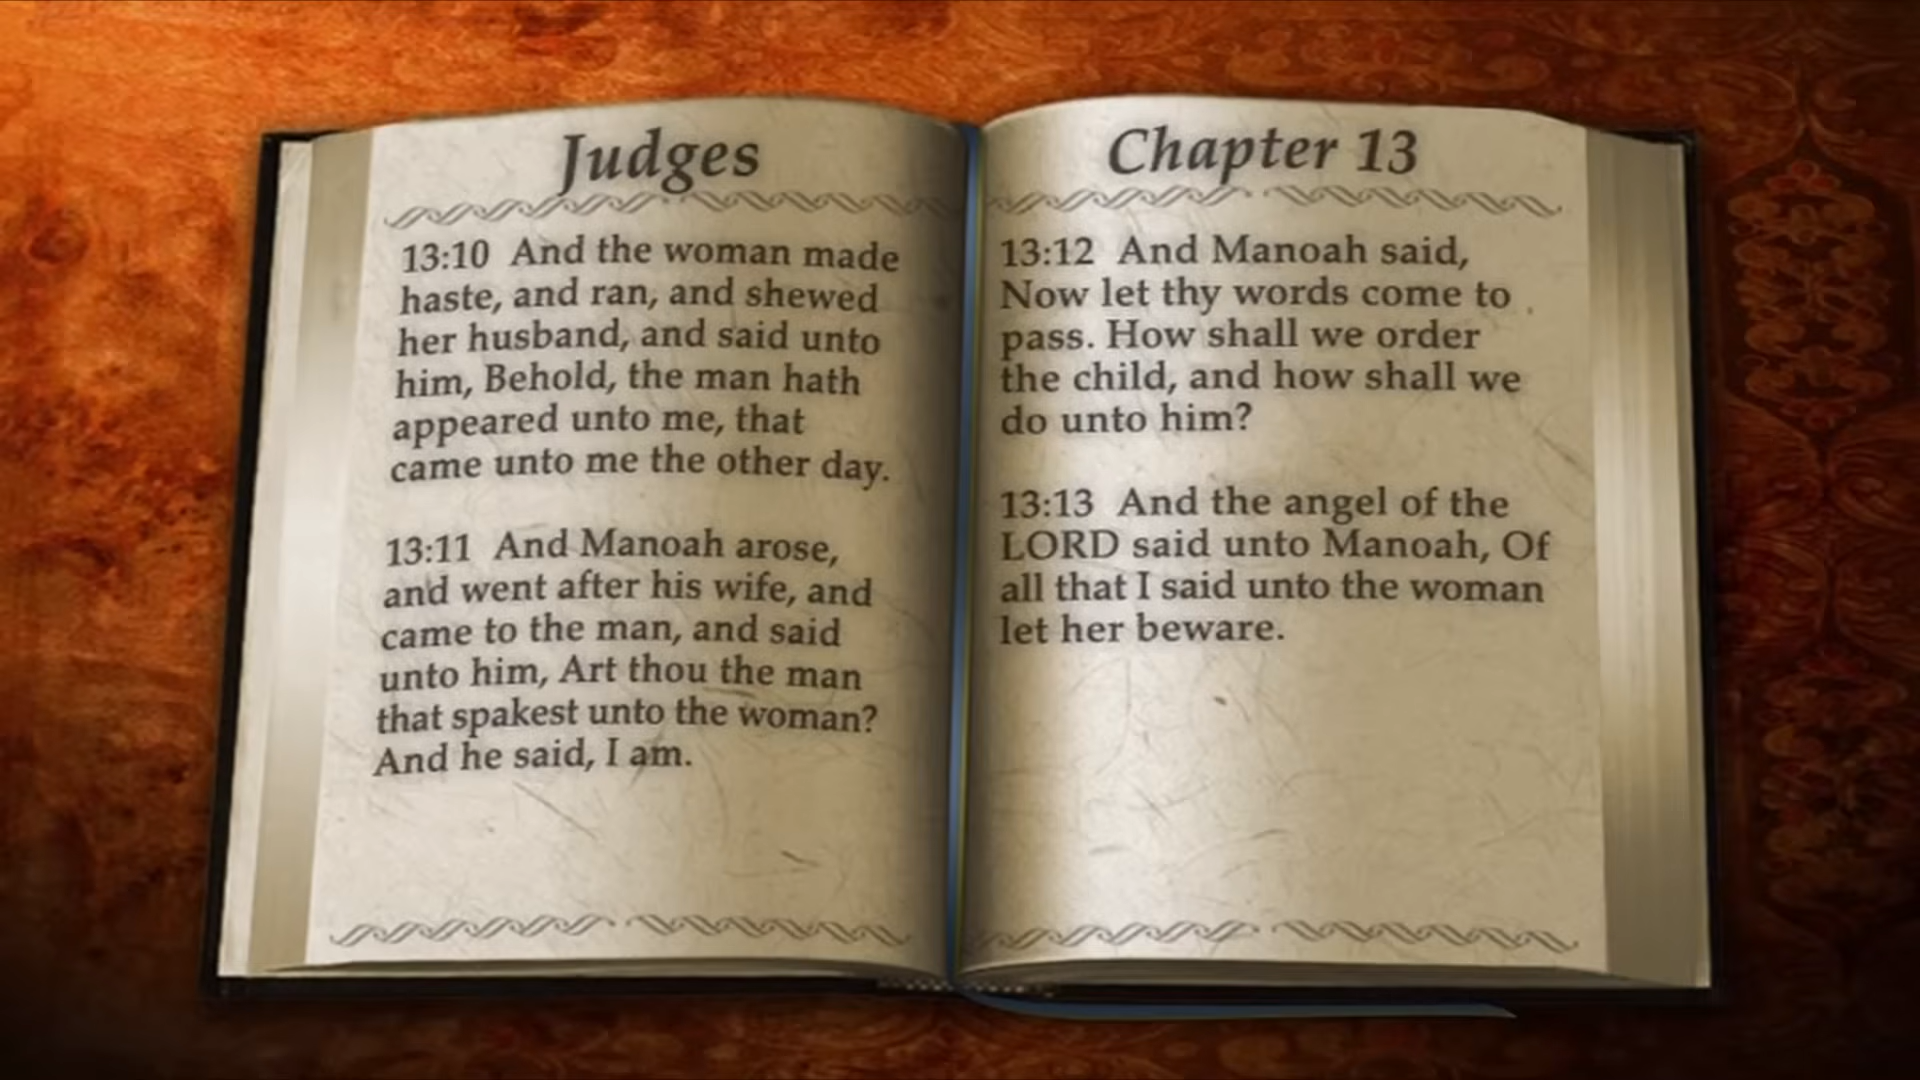 Judges
13:10 And the woman made
haste, and ran, and shewed
her husband, and said unto
him, Behold, the man hath
appeared unto me, that
came unto me the other day.
13:11 And Manoah arose,
and went after his wife, and
came to the man, and said
unto him, Art thou the man
that spakest unto the woman?
And he said, I am.
Chapter 13
13:12 And Manoah said,
Now let thy words come to
pass. How shall we order
the child, and how shall we
do unto him?
13:13 And the angel of the
LORD said unto Manoah, Of
all that I said unto the woman
let her beware.